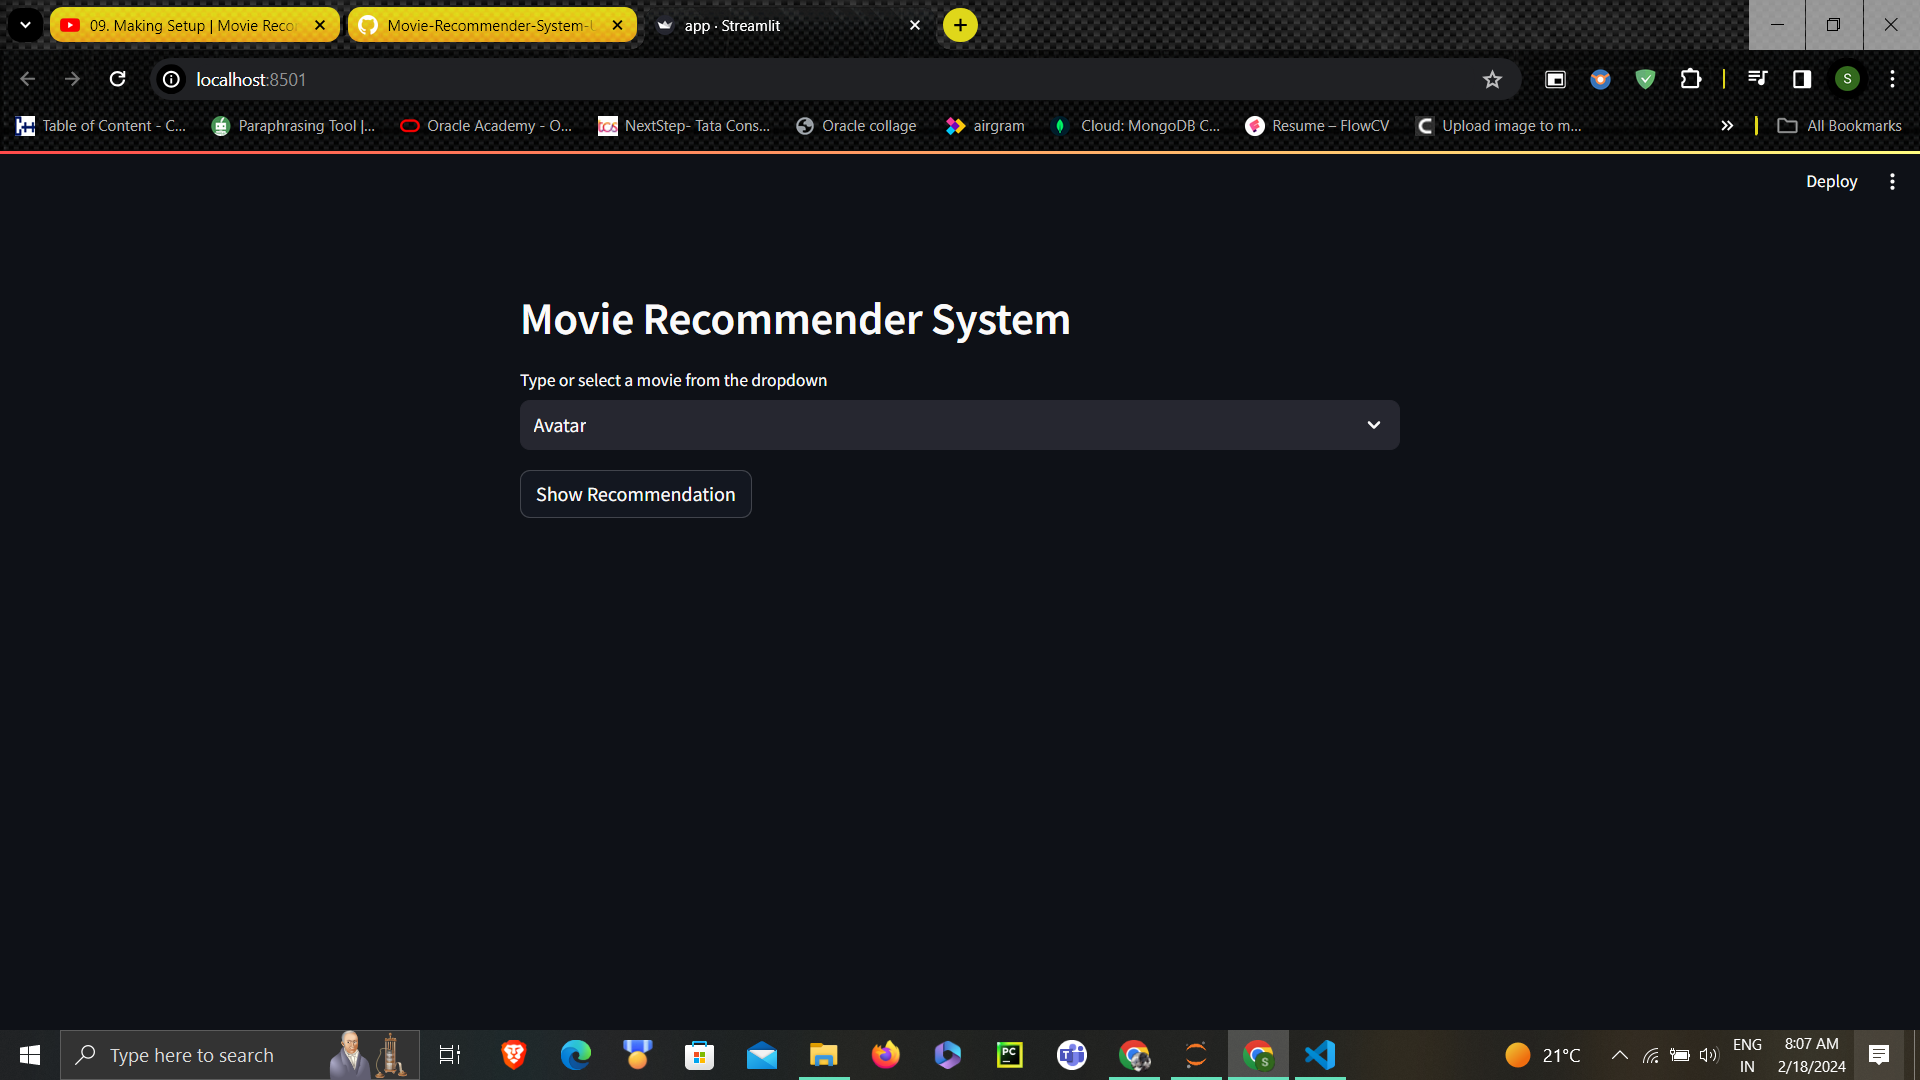 09. Making Setup | Movie Reco
Movie-Recommender-System-
app · Streamlit
localhost:8501
S
Table of Content - C...
Paraphrasing Tool |...
Oracle Academy - O...
tcs
NextStep- Tata Cons...
Oracle collage
airgram
Cloud: MongoDB C...
Resume – FlowCV
Upload image to m...
All Bookmarks
Deploy
Movie Recommender System
Type or select a movie from the dropdown
Avatar
Show Recommendation
Type here to search
PC
S
21°C
ENG
IN
8:07 AM
2/18/2024